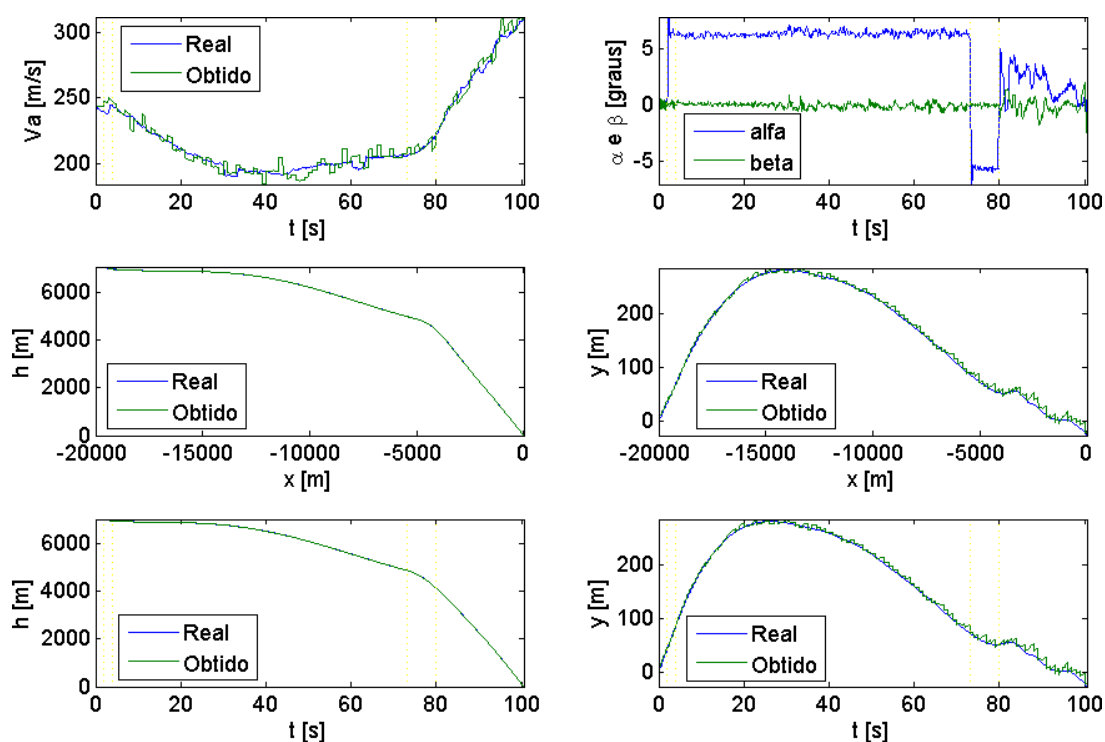 300
250
200
Va [m/s]
Real
Obtido
0 20 40 60 80 100
t [s]
5
0
-5
α e β [graus]
alfa
beta
0 20 40 60 80 100
t [s]
6000
4000
2000
0
h [m]
Real
Obtido
-20000 -15000 -10000 -5000 0
x [m]
200
100
0
y [m]
Real
Obtido
-20000 -15000 -10000 -5000 0
x [m]
6000
4000
2000
0
h [m]
Real
Obtido
0 20 40 60 80 100
t [s]
200
100
0
y [m]
Real
Obtido
0 20 40 60 80 100
t [s]